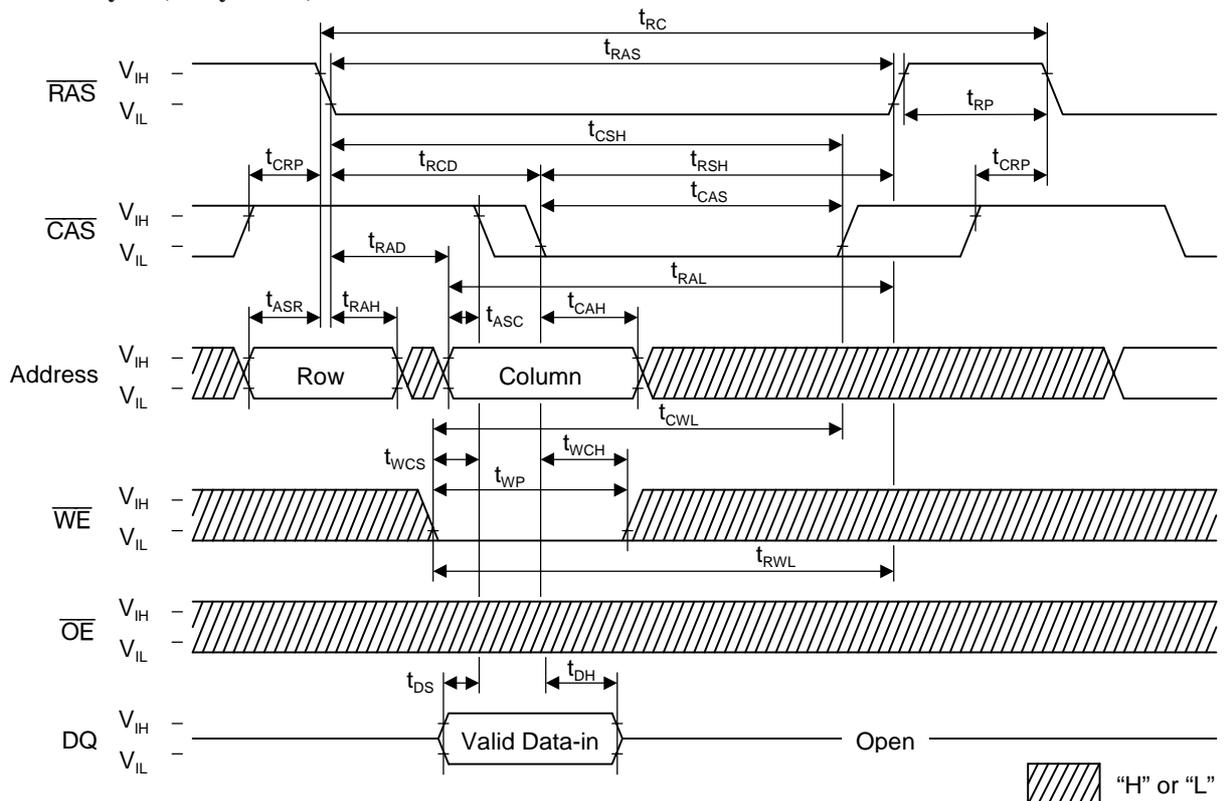 tRC
tRAS
VIH
RAS
VIL
tRP
tCSH
tCRP
tRCD
tRSH
tCRP
tCAS
VIH
CAS
VIL
tRAD
tRAL
tASR
tRAH
tASC
tCAH
VIH
Address
Row
Column
VIL
tCWL
tWCS
tWCH
tWP
VIH
WE
VIL
tRWL
VIH
OE
VIL
tDS
tDH
VIH
DQ
Valid Data-in
Open
VIL
“H” or “L”